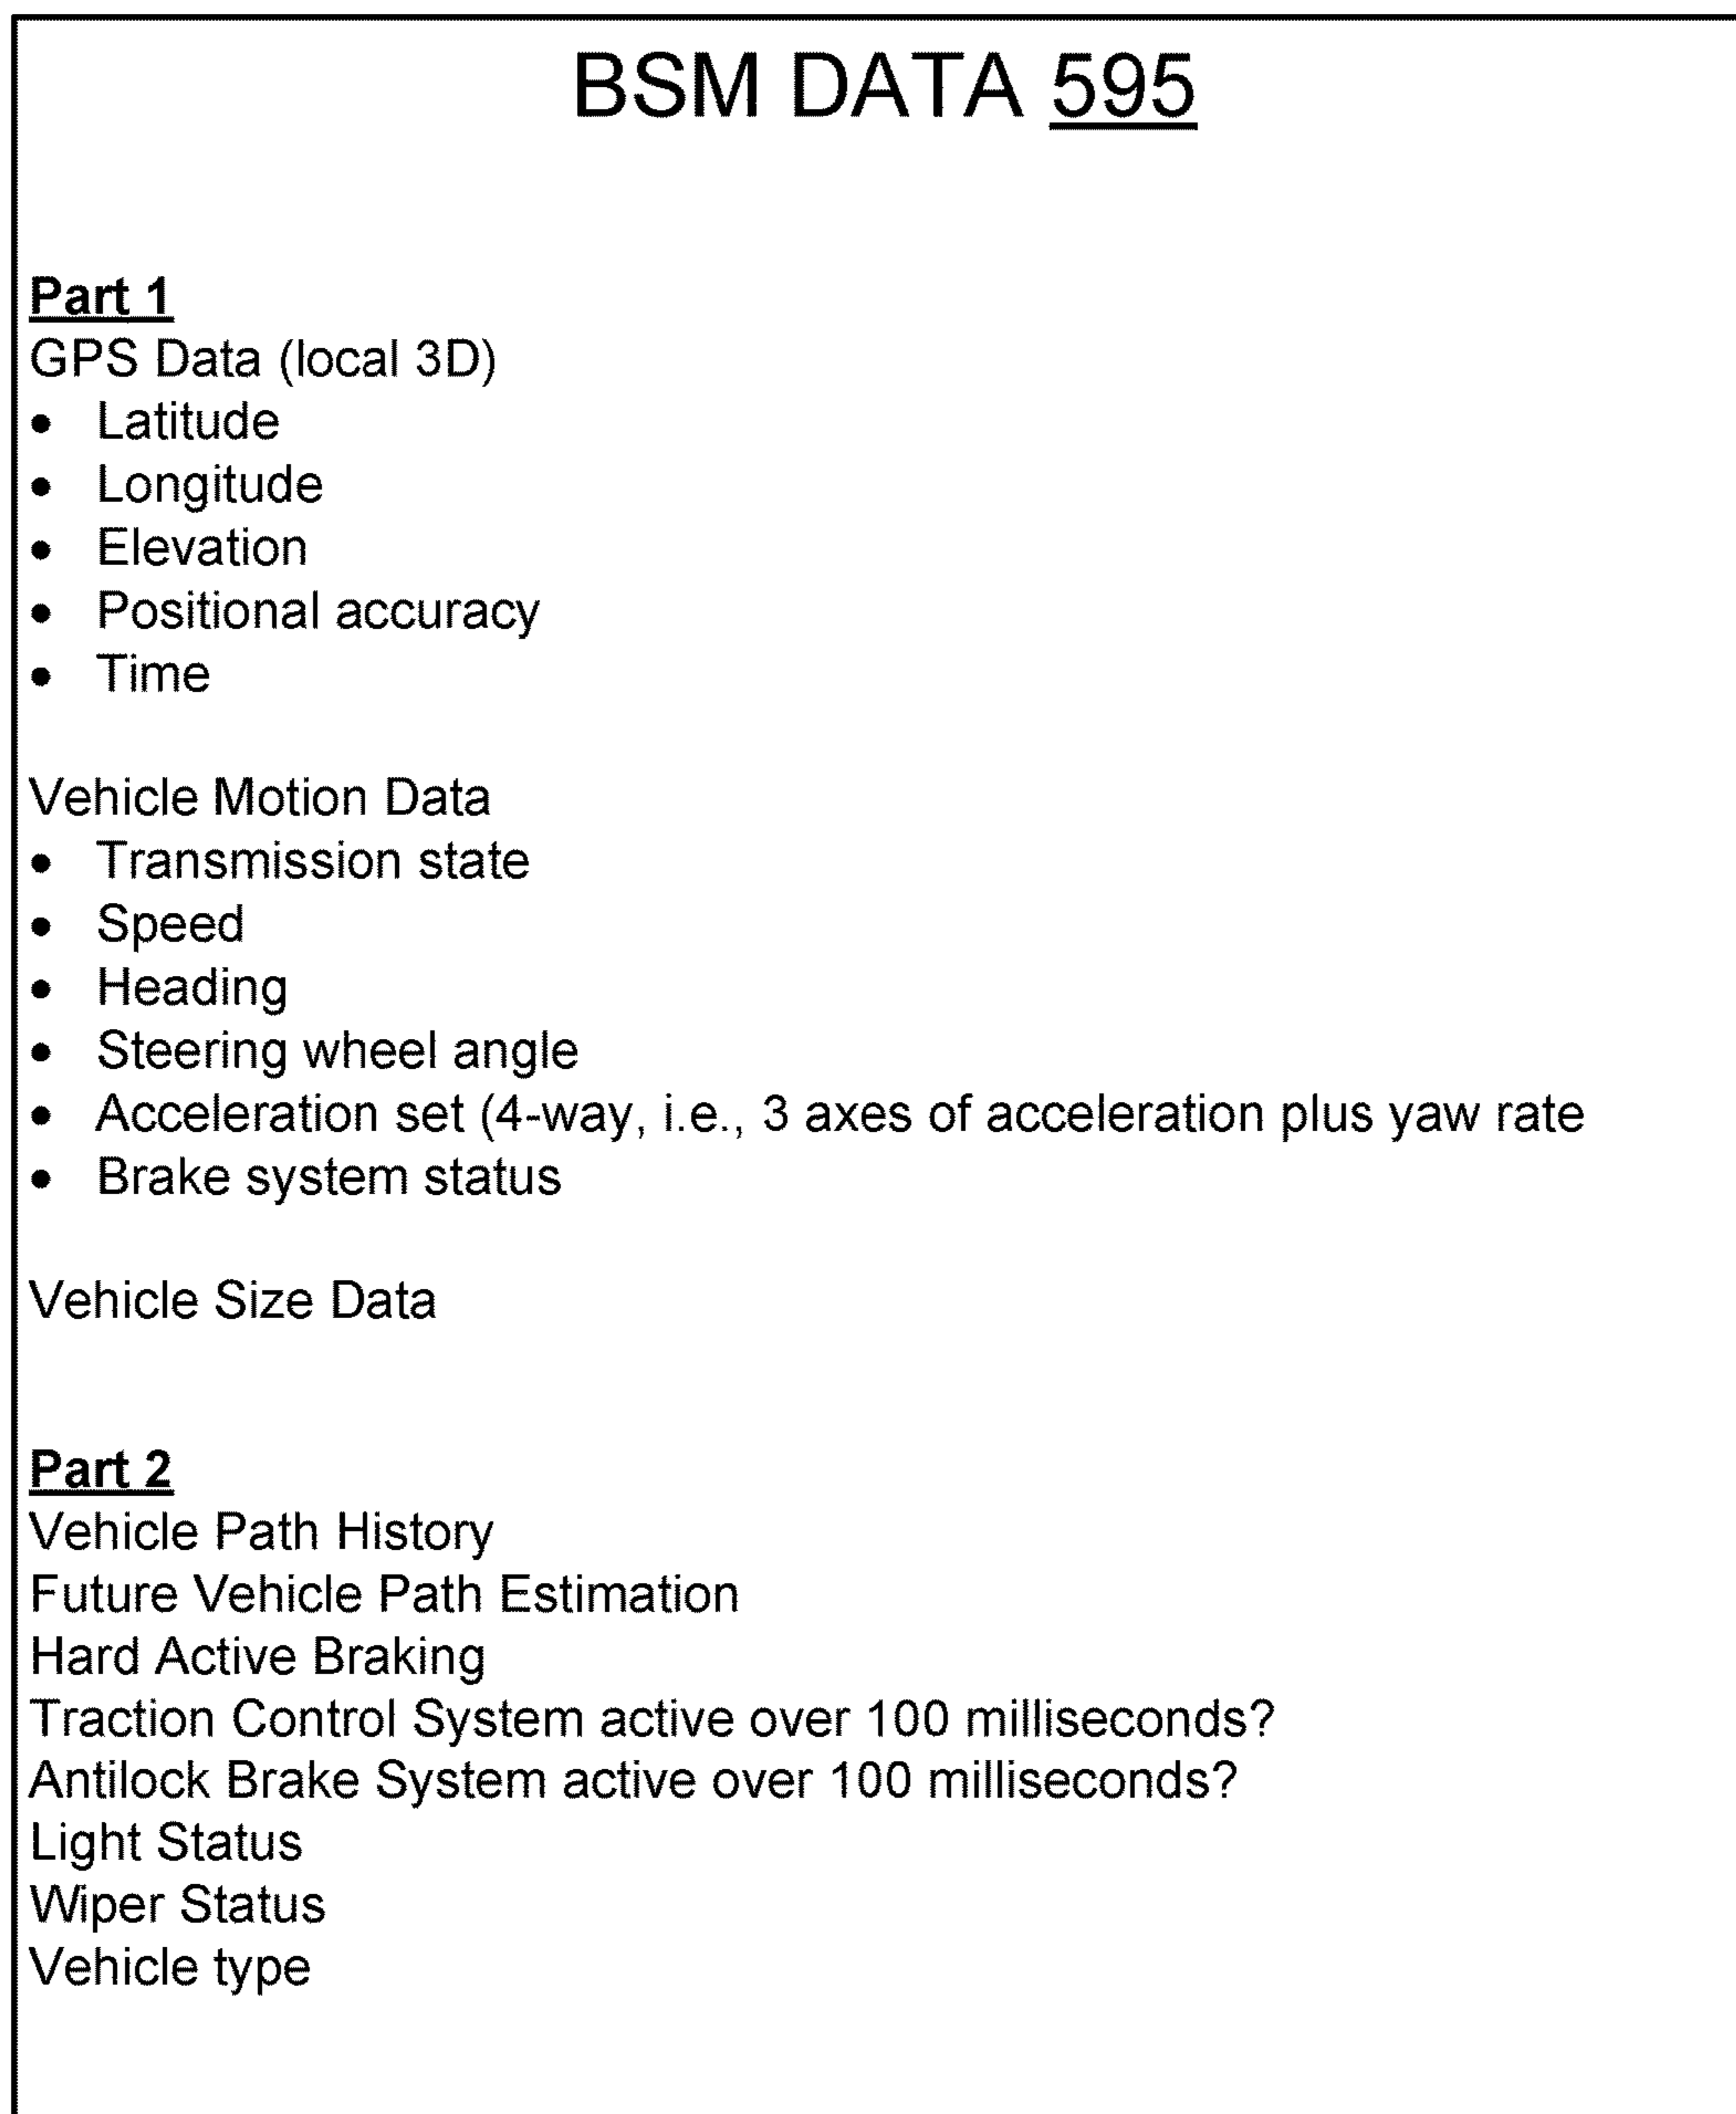 BSM DATA 595
Part 1
GPS Data (local 3D)
• Latitude
• Longitude
• Elevation
• Positional accuracy
• Time
Vehicle Motion Data
• Transmission state
• Speed
• Heading
• Steering wheel angle
• Acceleration set (4-way, i.e., 3 axes of acceleration plus yaw rate
• Brake system status
Vehicle Size Data
Part 2
Vehicle Path History
Future Vehicle Path Estimation
Hard Active Braking
Traction Control System active over 100 milliseconds?
Antilock Brake System active over 100 milliseconds?
Light Status
Wiper Status
Vehicle type